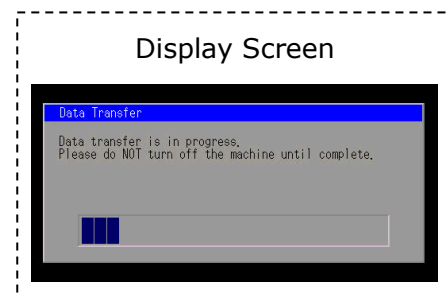 Display Screen
Data Transfer
Data transfer is in progress.
Please do NOT turn off the machine until complete.